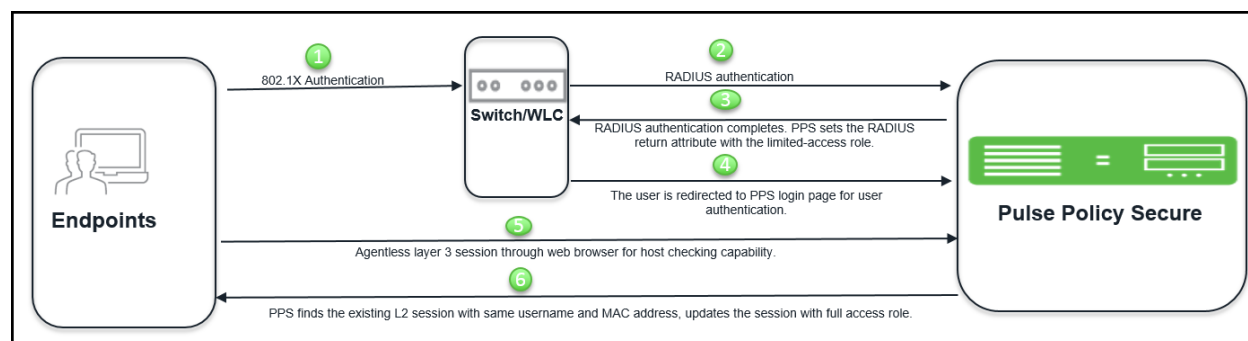 1
802.1X Authentication
2
RADIUS authentication
3
RADIUS authentication completes. PPS sets the RADIUS
return attribute with the limited-access role.
4
The user is redirected to PPS login page for user
authentication.
Switch/WLC
Endpoints
Pulse Policy Secure
5
Agentless layer 3 session through web browser for host checking capability.
6
PPS finds the existing L2 session with same username and MAC address, updates the session with full access role.